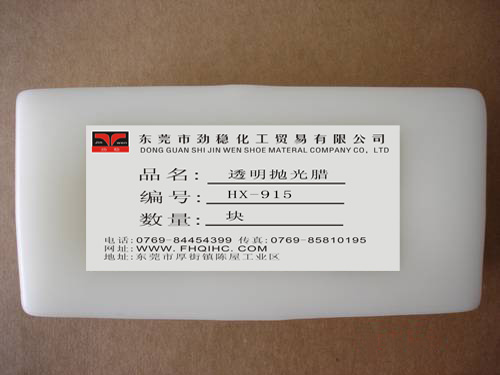 东莞市劲稳化工贸易有限公司
DONG GUAN SHI JIN WEN SHOE MATERAL COMPANY CO., LTD
品名: 透明抛光腊
编号: HX-915
数量: 块
电话:0769-84454399 传真:0769-85810195
网址:WWW.FHQIHC.COM
地址:东莞市厚街镇陈屋工业区